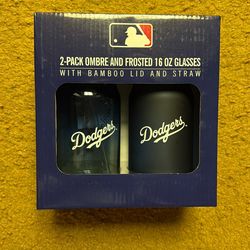 2-PACK OMBRE AND FROSTED 16 OZ GLASSES
WITH BAMBOO LID AND STRAW
Dodgers
Dodgers